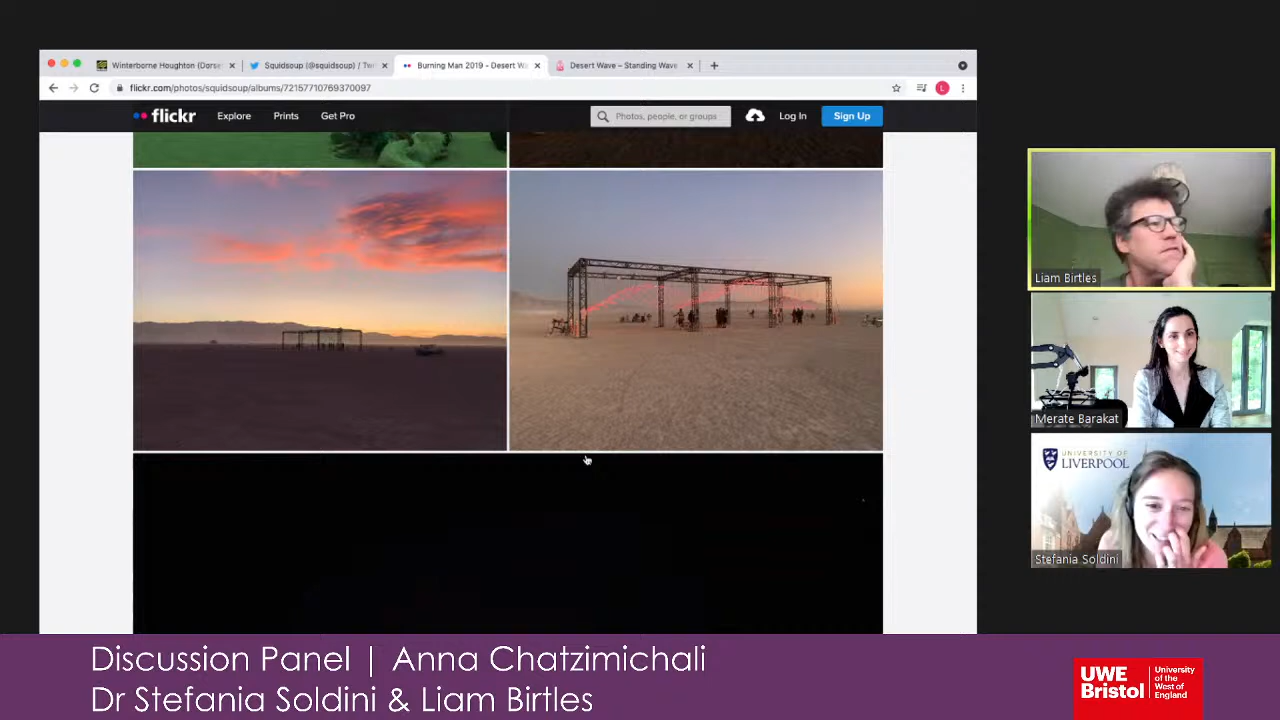 Winterborne Houghton (Dorse
Squidsoup (@squidsoup) / Tw
Burning Man 2019 - Desert W
Desert Wave – Standing Wave
flickr.com/photos/squidsoup/albums/72157710769370097
L
flickr
Explore
Prints
Get Pro
Photos, people, or groups
Log In
Sign Up
Liam Birtles
Merate Barakat
UNIVERSITY OF
LIVERPOOL
Stefania Soldini
Discussion Panel | Anna Chatzimichali
Dr Stefania Soldini & Liam Birtles
UWE
Bristol
University
of the
West of
England